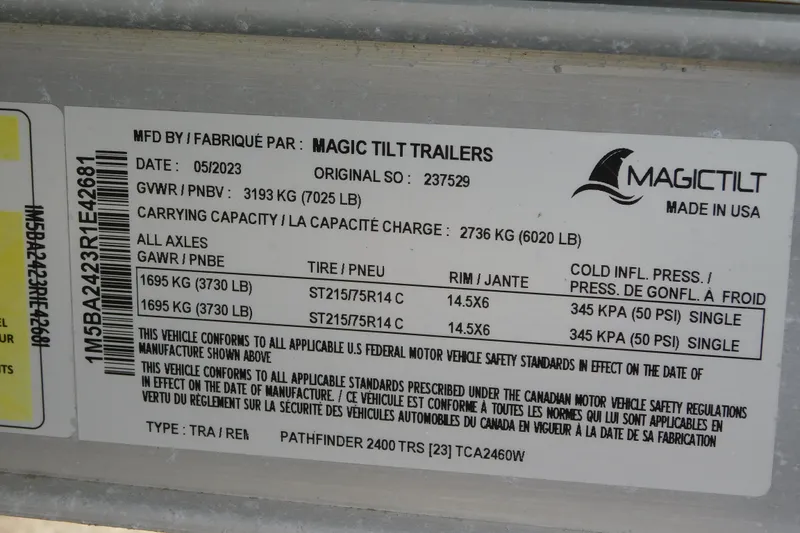 MFD BY / FABRIQUÉ PAR : MAGIC TILT TRAILERS
DATE : 05/2023 ORIGINAL SO : 237529
GVWR / PNBV : 3193 KG (7025 LB)
CARRYING CAPACITY / LA CAPACITÉ CHARGE : 2736 KG (6020 LB)
MAGICTILT
MADE IN USA
ALL AXLES
GAWR / PNBE TIRE / PNEU RIM / JANTE COLD INFL. PRESS. /
PRESS. DE GONFL. À FROID
1695 KG (3730 LB) ST215/75R14 C 14.5X6 345 KPA (50 PSI) SINGLE
1695 KG (3730 LB) ST215/75R14 C 14.5X6 345 KPA (50 PSI) SINGLE
THIS VEHICLE CONFORMS TO ALL APPLICABLE U.S FEDERAL MOTOR VEHICLE SAFETY STANDARDS IN EFFECT ON THE DATE OF
MANUFACTURE SHOWN ABOVE
THIS VEHICLE CONFORMS TO ALL APPLICABLE STANDARDS PRESCRIBED UNDER THE CANADIAN MOTOR VEHICLE SAFETY REGULATIONS
IN EFFECT ON THE DATE OF MANUFACTURE. / CE VÉHICULE EST CONFORME À TOUTES LES NORMES QUI LUI SONT APPLICABLES EN
VERTU DU RÈGLEMENT SUR LA SÉCURITÉ DES VÉHICULES AUTOMOBILES DU CANADA EN VIGUEUR À LA DATE DE SA FABRICATION
TYPE : TRA / REM PATHFINDER 2400 TRS [23] TCA2460W
1M5BA2423R1E42681
1M5BA2423R1E42681